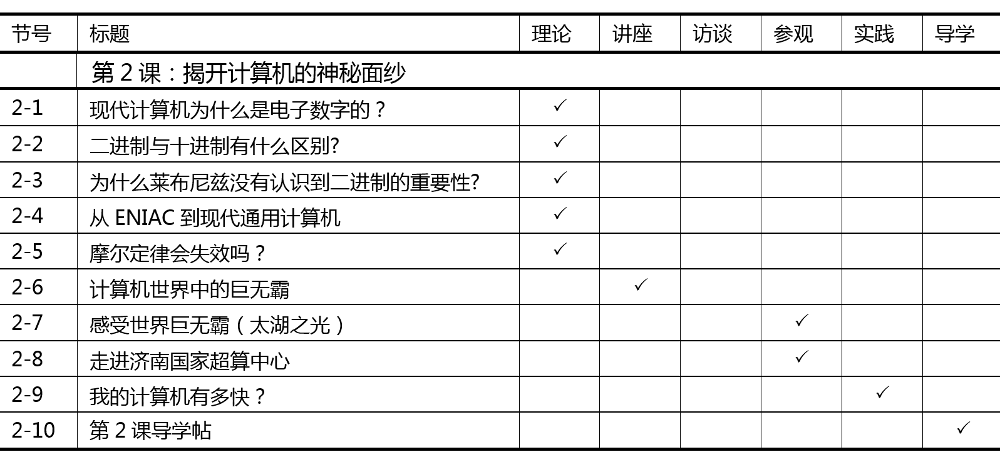 节号 标题 理论 讲座 访谈 参观 实践 导学
第 2 课：揭开计算机的神秘面纱
2-1 现代计算机为什么是电子数字的？ ✓
2-2 二进制与十进制有什么区别? ✓
2-3 为什么莱布尼兹没有认识到二进制的重要性? ✓
2-4 从 ENIAC 到现代通用计算机 ✓
2-5 摩尔定律会失效吗？ ✓
2-6 计算机世界中的巨无霸 ✓
2-7 感受世界巨无霸（太湖之光） ✓
2-8 走进济南国家超算中心 ✓
2-9 我的计算机有多快？ ✓
2-10 第 2 课导学帖 ✓